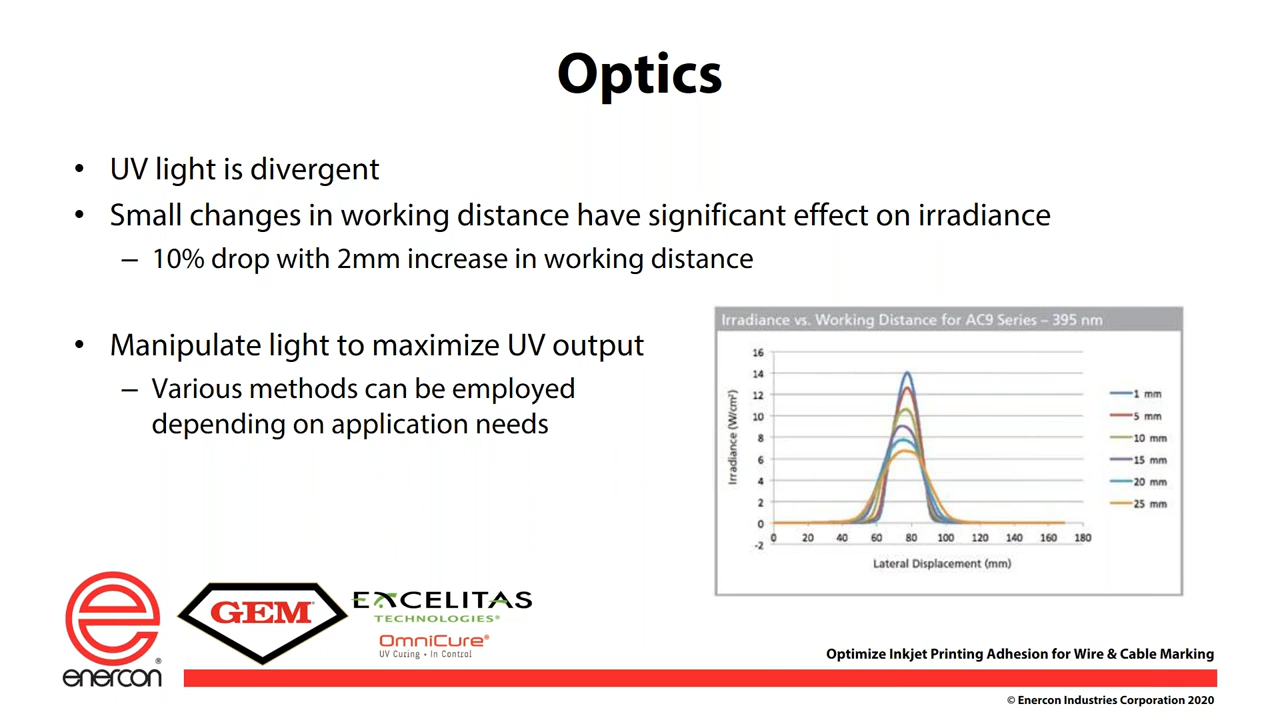 Optics
• UV light is divergent
• Small changes in working distance have significant effect on irradiance
– 10% drop with 2mm increase in working distance
• Manipulate light to maximize UV output
– Various methods can be employed
depending on application needs
Irradiance vs. Working Distance for AC9 Series – 395 nm
Irradiance (W/cm²)
16
14
12
10
8
6
4
2
0
-2
0 20 40 60 80 100 120 140 160 180
Lateral Displacement (mm)
1 mm
5 mm
10 mm
15 mm
20 mm
25 mm
enercon®
GEM®
EXCELITAS
TECHNOLOGIES®
OmniCure®
UV Curing • In Control
Optimize Inkjet Printing Adhesion for Wire & Cable Marking
© Enercon Industries Corporation 2020